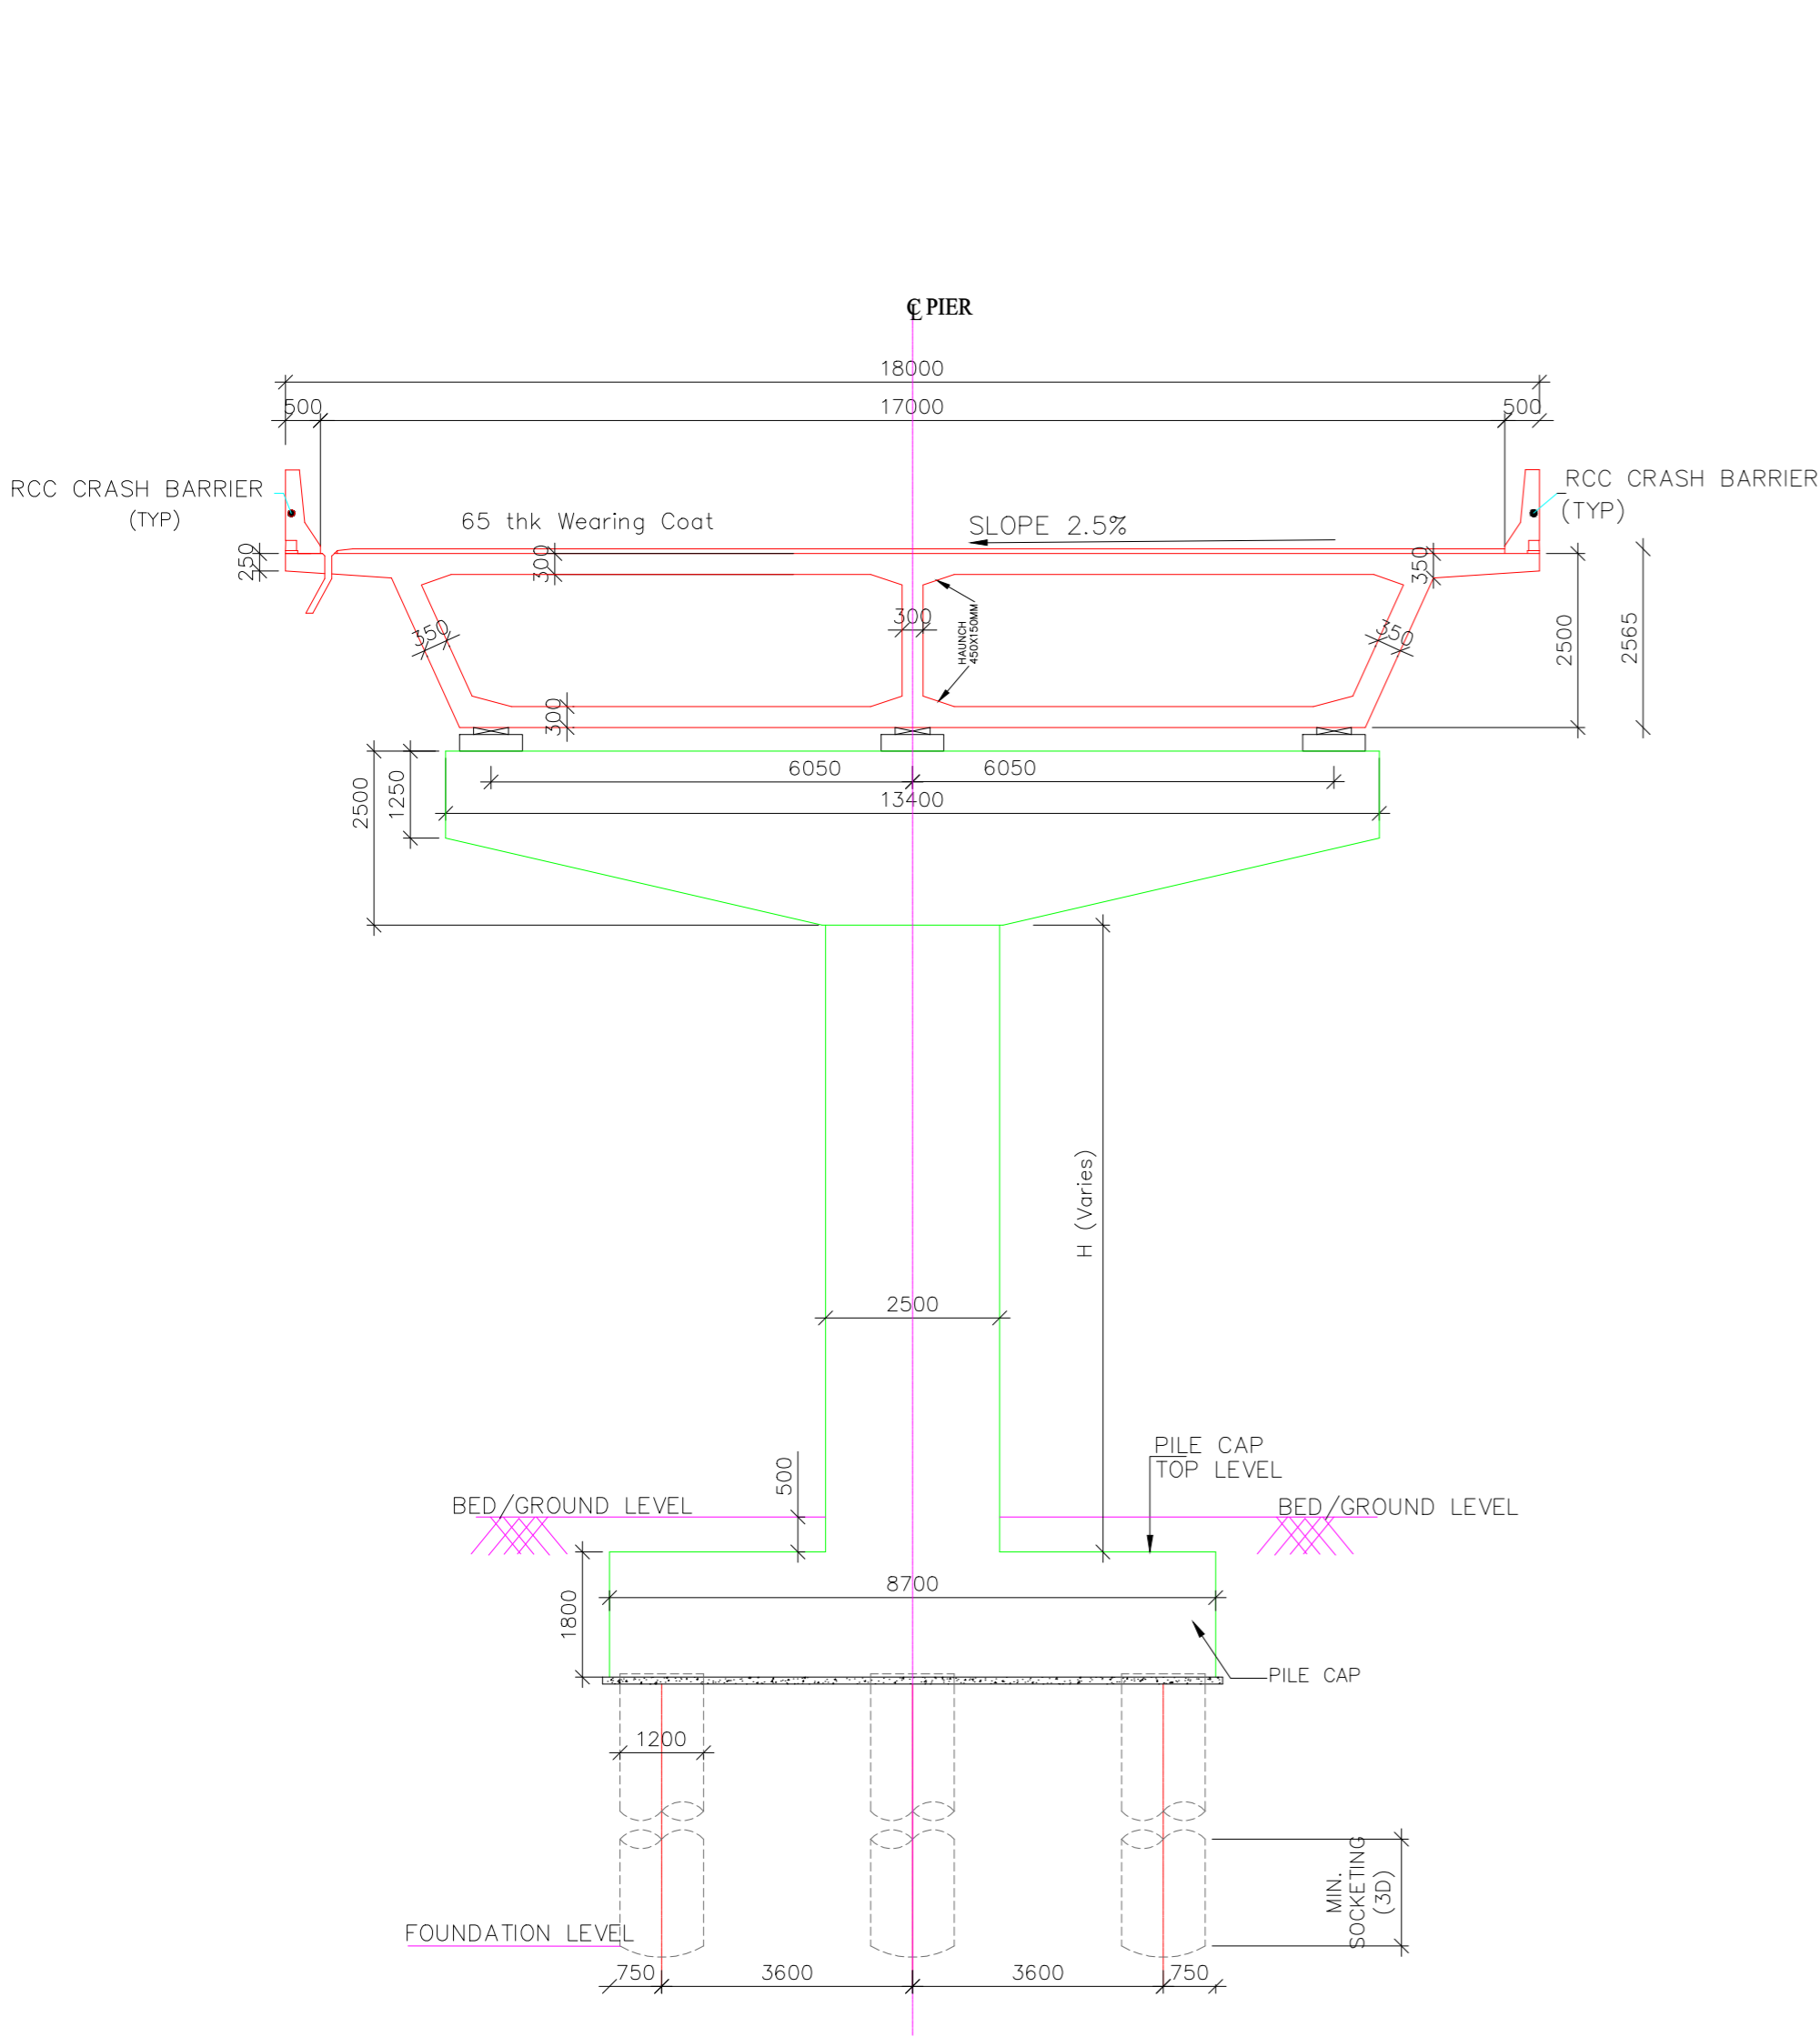 ℄ PIER
18000
500
17000
500
RCC CRASH BARRIER
(TYP)
RCC CRASH BARRIER
(TYP)
65 thk Wearing Coat
SLOPE 2.5%
250
300
350
300
HAUNCH
450X150MM
350
350
2500
2565
300
6050
6050
13400
2500
1250
H (Varies)
2500
500
PILE CAP
TOP LEVEL
BED/GROUND LEVEL
BED/GROUND LEVEL
8700
1800
PILE CAP
1200
MIN.
SOCKETING
(3D)
FOUNDATION LEVEL
750
3600
3600
750